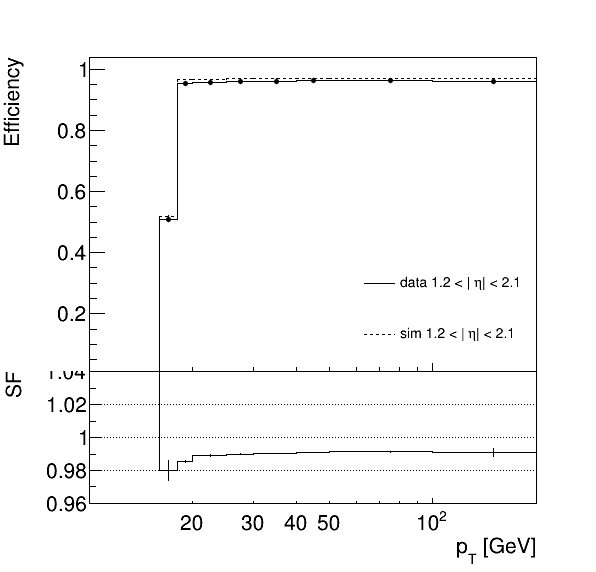 Efficiency
1
0.8
0.6
0.4
0.2
data 1.2 < | η| < 2.1
sim 1.2 < | η| < 2.1
SF
1.04
1.02
1
0.98
0.96
20 30 40 50 10²
p_T [GeV]